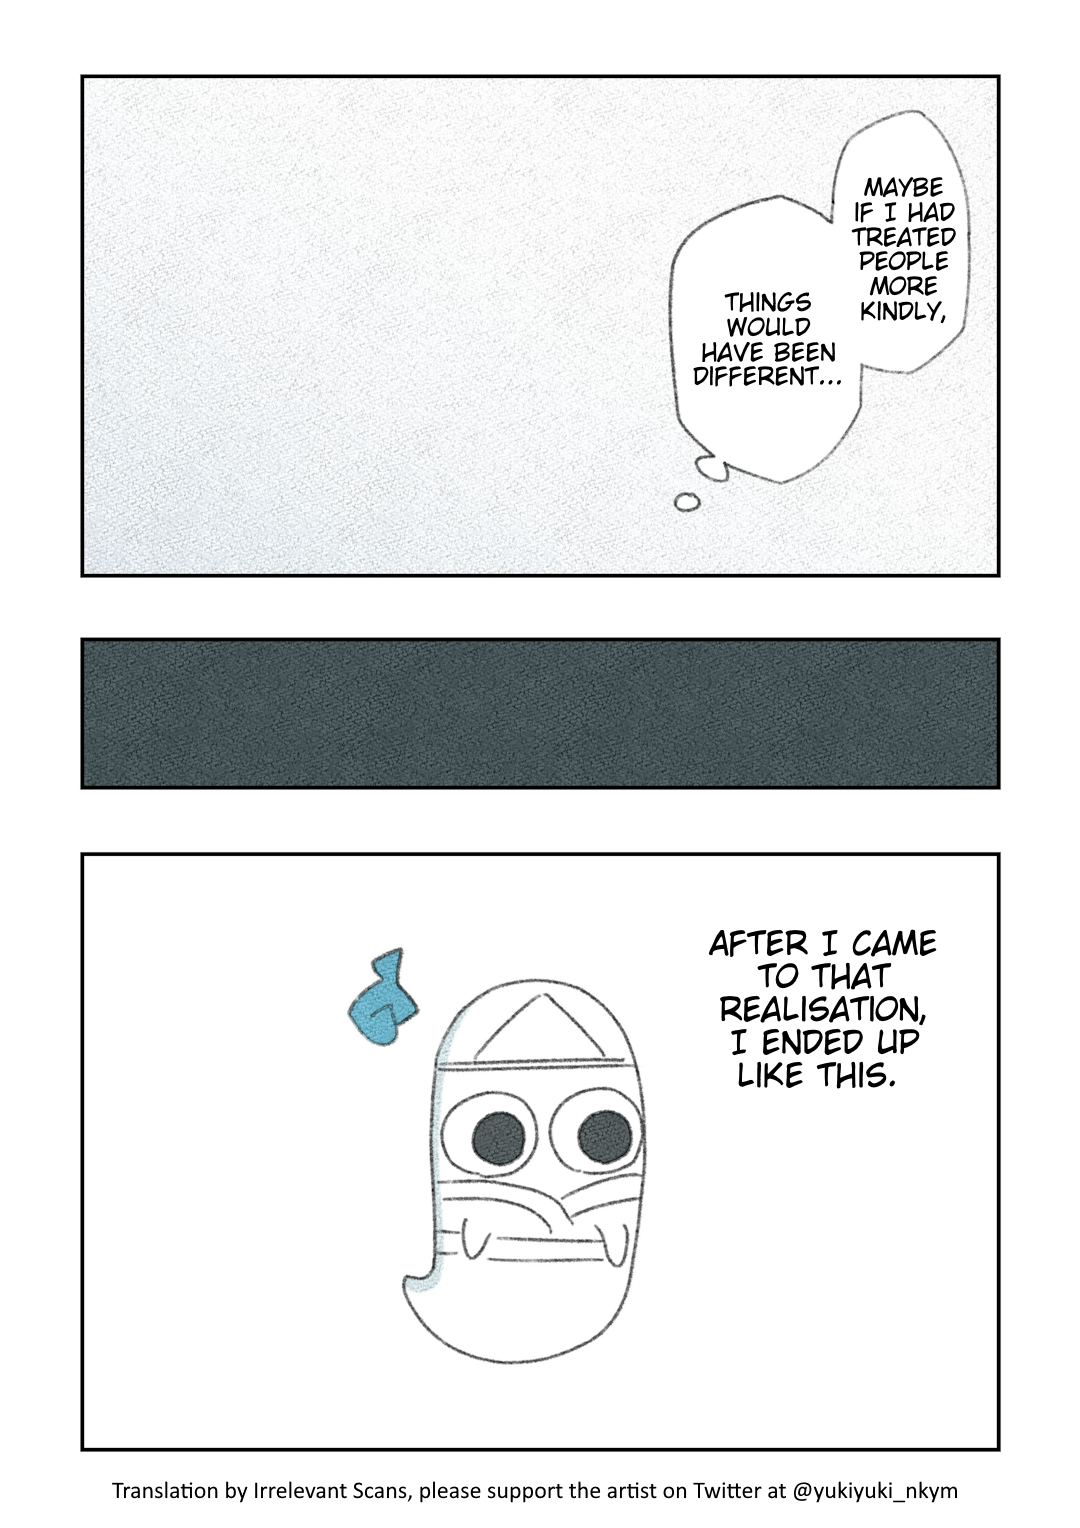 MAYBE
IF I HAD
TREATED
PEOPLE
MORE
KINDLY,
THINGS
WOULD
HAVE BEEN
DIFFERENT...
AFTER I CAME
TO THAT
REALISATION,
I ENDED UP
LIKE THIS.
Translation by Irrelevant Scans, please support the artist on Twitter at @yukiyuki_nkym